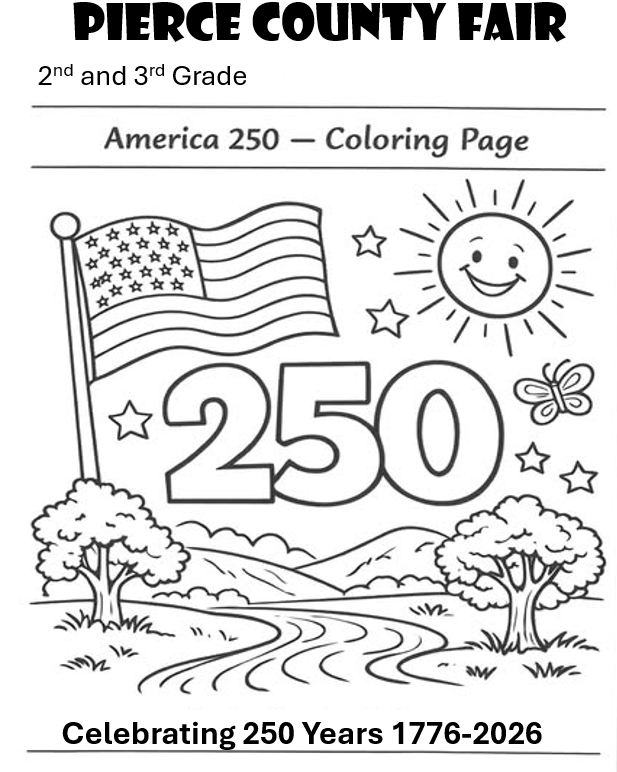 PIERCE COUNTY FAIR
2nd and 3rd Grade
America 250 — Coloring Page
250
Celebrating 250 Years 1776-2026